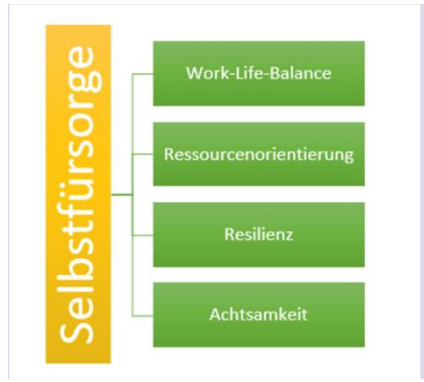 Selbstfürsorge
Work-Life-Balance
Ressourcenorientierung
Resilienz
Achtsamkeit